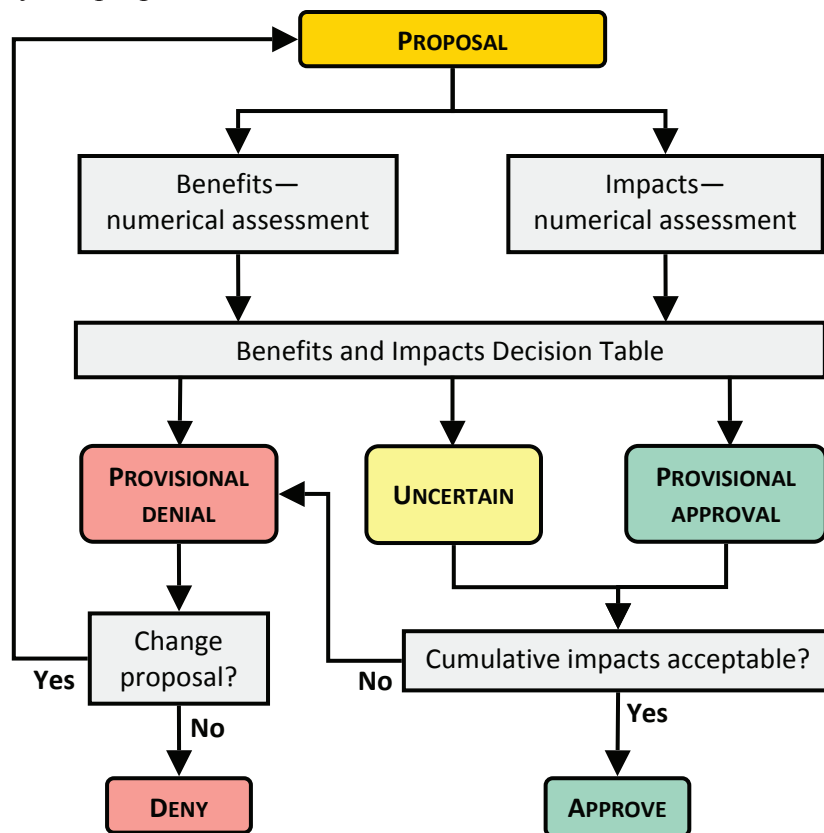 PROPOSAL
Benefits—
numerical assessment
Impacts—
numerical assessment
Benefits and Impacts Decision Table
PROVISIONAL
DENIAL
UNCERTAIN
PROVISIONAL
APPROVAL
Change
proposal?
Cumulative impacts acceptable?
Yes
No
No
Yes
DENY
APPROVE